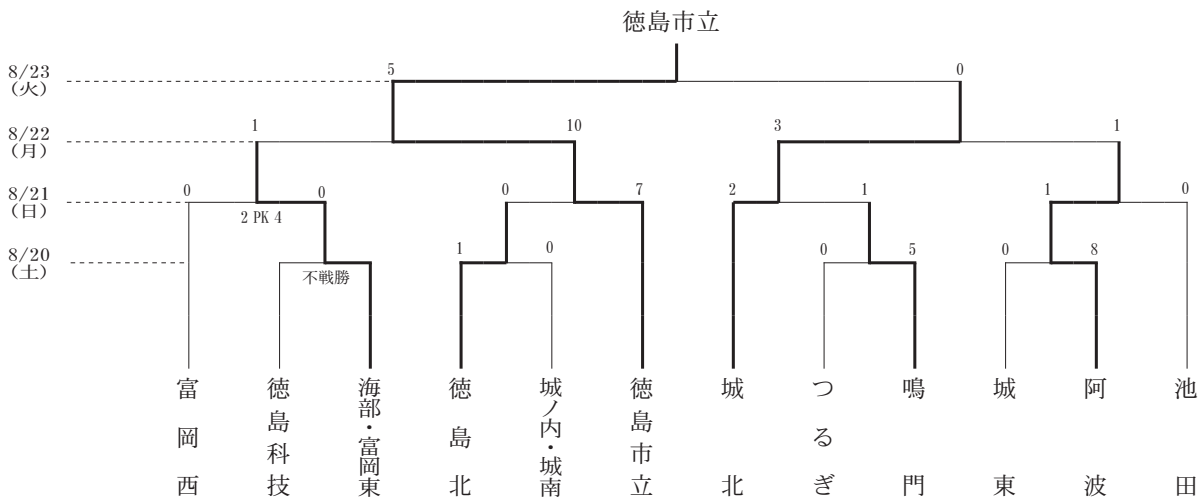 徳島市立
8/23
（火）
5
0
8/22
（月）
1
10
3
1
8/21
（日）
0
0
0
7
2
1
1
0
2 PK 4
8/20
（土）
不戦勝
1
0
0
5
0
8
富岡西
徳島科技
海部・富岡東
徳島北
城ノ内・城南
徳島市立
城北
つるぎ
鳴門
城東
阿波
池田